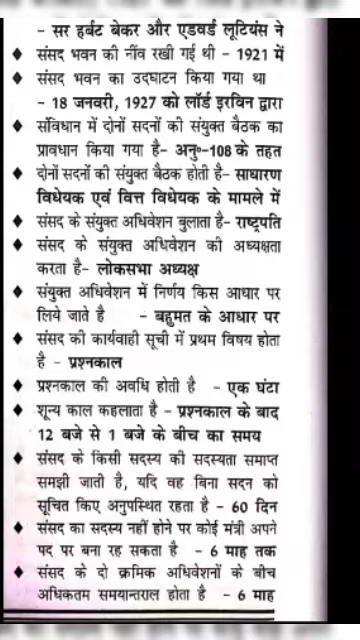 - सर हर्बट बेकर और एडवर्ड लूटियंस ने
♦ संसद भवन की नींव रखी गई थी - 1921 में
♦ संसद भवन का उदघाटन किया गया था
- 18 जनवरी, 1927 को लॉर्ड इरविन द्वारा
♦ संविधान में दोनों सदनों की संयुक्त बैठक का
प्रावधान किया गया है- अनु०-108 के तहत
♦ दोनों सदनों की संयुक्त बैठक होती है- साधारण
विधेयक एवं वित्त विधेयक के मामले में
♦ संसद के संयुक्त अधिवेशन बुलाता है- राष्ट्रपति
♦ संसद के संयुक्त अधिवेशन की अध्यक्षता
करता है- लोकसभा अध्यक्ष
♦ संयुक्त अधिवेशन में निर्णय किस आधार पर
लिये जाते है - बहुमत के आधार पर
♦ संसद की कार्यवाही सूची में प्रथम विषय होता
है - प्रश्नकाल
♦ प्रश्नकाल की अवधि होती है - एक घंटा
♦ शून्य काल कहलाता है - प्रश्नकाल के बाद
12 बजे से 1 बजे के बीच का समय
♦ संसद के किसी सदस्य की सदस्यता समाप्त
समझी जाती है, यदि वह बिना सदन को
सूचित किए अनुपस्थित रहता है - 60 दिन
♦ संसद का सदस्य नहीं होने पर कोई मंत्री अपने
पद पर बना रह सकता है - 6 माह तक
♦ संसद के दो क्रमिक अधिवेशनों के बीच
अधिकतम समयान्तराल होता है - 6 माह